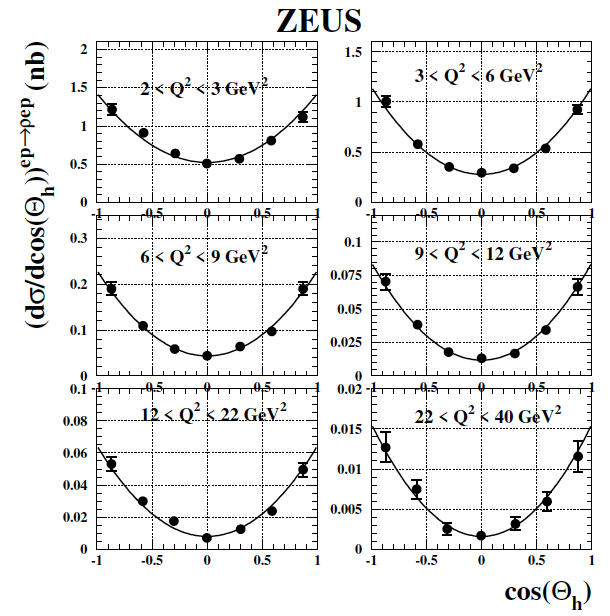 ZEUS
(dσ/dcos(Θh))ep→ρep (nb)
2 < Q2 < 3 GeV2
2
1.5
1
0.5
0
-1 -0.5 0 0.5 1
3 < Q2 < 6 GeV2
1.5
1
0.5
0
-1 -0.5 0 0.5 1
6 < Q2 < 9 GeV2
0.3
0.2
0.1
0
-1 -0.5 0 0.5 1
9 < Q2 < 12 GeV2
0.1
0.075
0.05
0.025
0
-1 -0.5 0 0.5 1
12 < Q2 < 22 GeV2
0.1
0.08
0.06
0.04
0.02
0
-1 -0.5 0 0.5 1
22 < Q2 < 40 GeV2
0.02
0.015
0.01
0.005
0
-1 -0.5 0 0.5 1
cos(Θh)